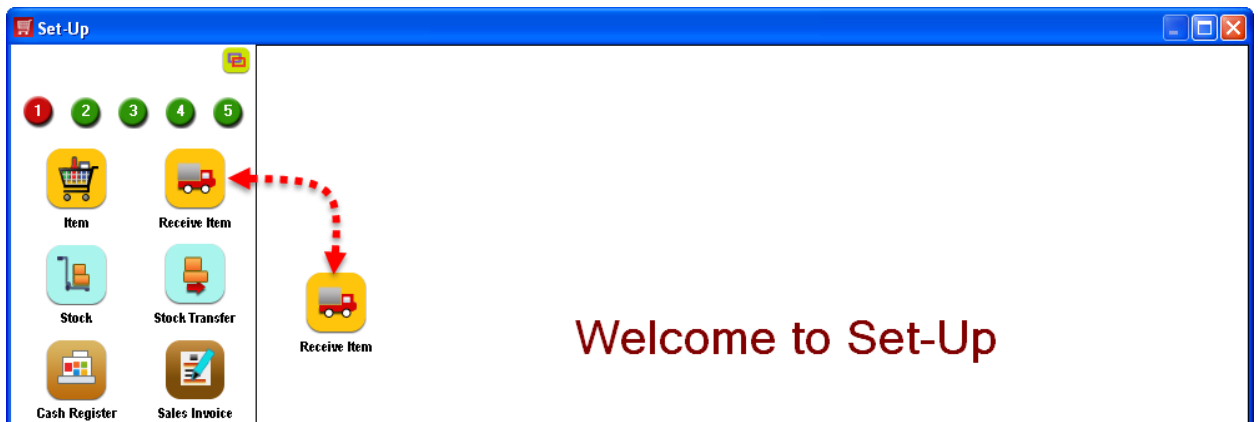 Set-Up
1 2 3 4 5
Item Receive Item
Stock Stock Transfer
Receive Item
Welcome to Set-Up
Cash Register Sales Invoice